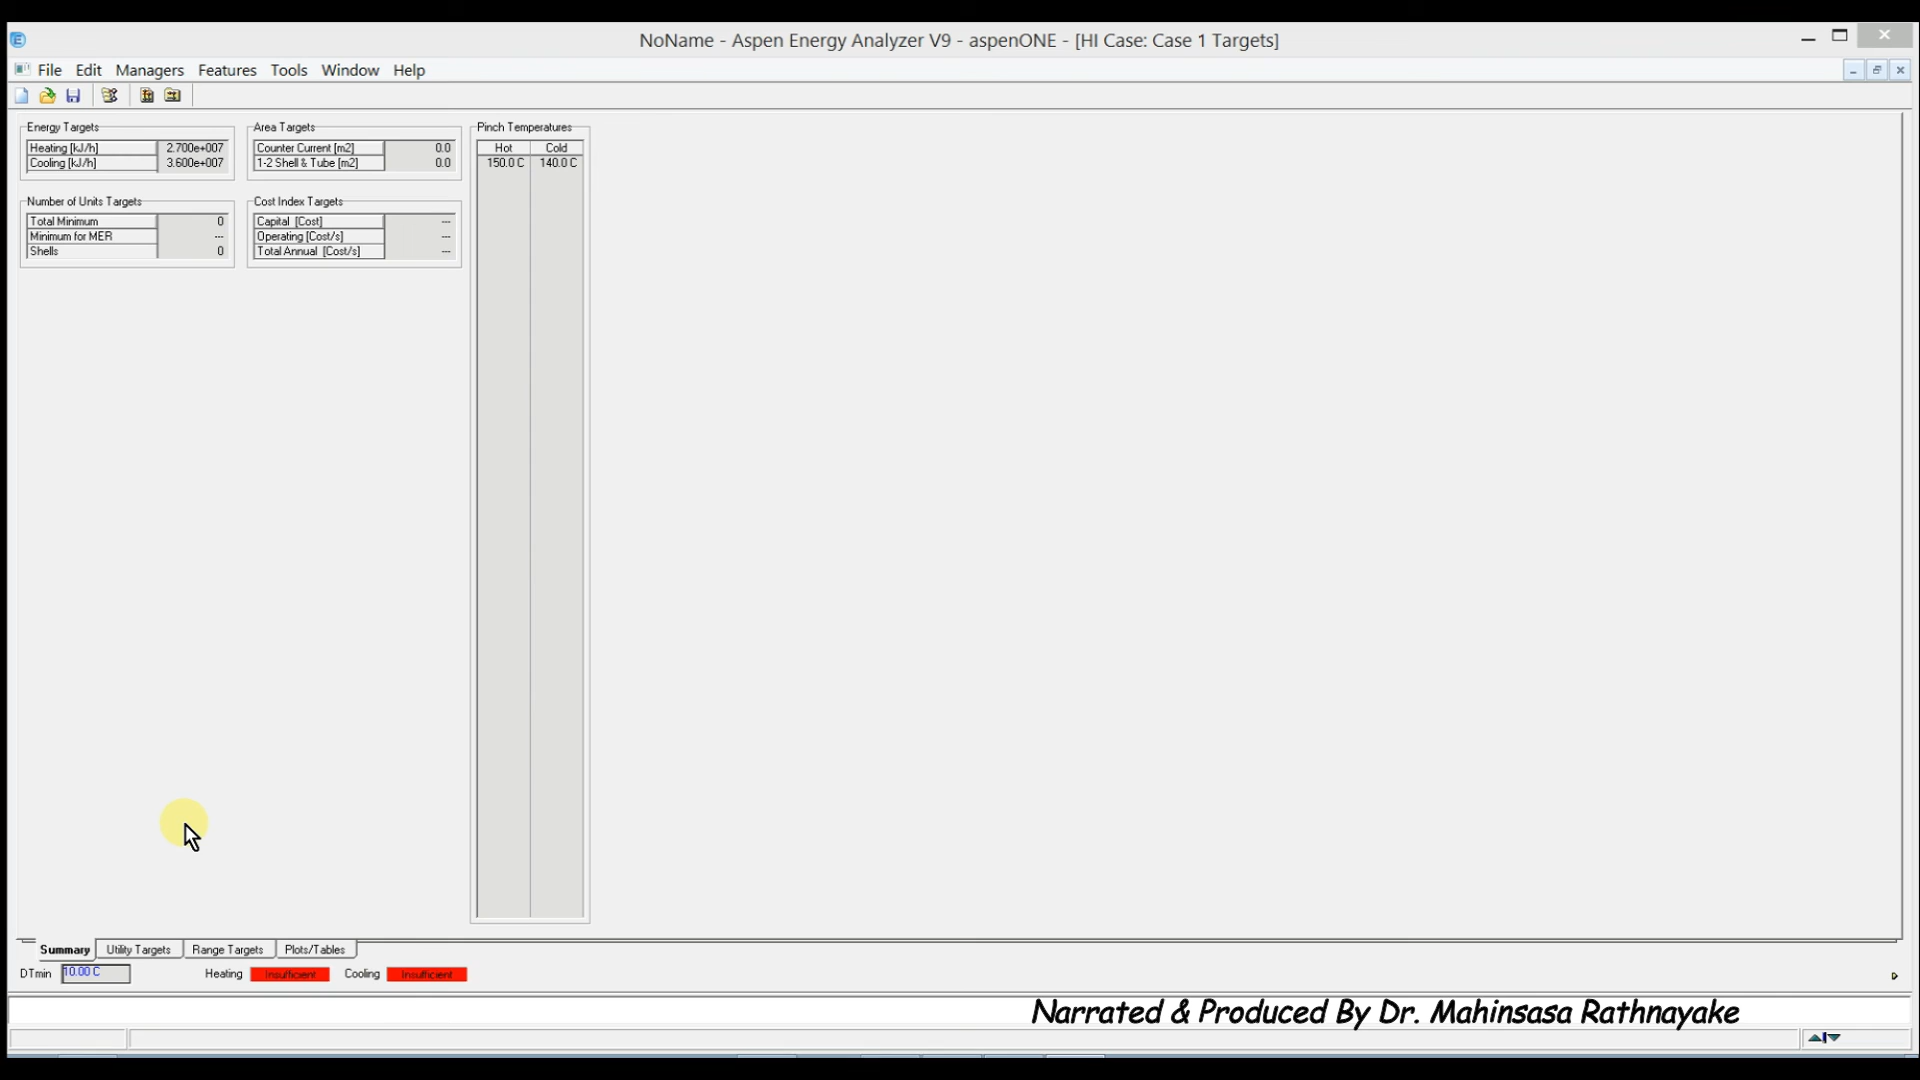 NoName - Aspen Energy Analyzer V9 - aspenONE - [HI Case: Case 1 Targets]
File Edit Managers Features Tools Window Help
Energy Targets
Heating [kJ/h] 2.700e+007
Cooling [kJ/h] 3.600e+007
Area Targets
Counter Current [m2] 0.0
1-2 Shell & Tube [m2] 0.0
Pinch Temperatures
Hot Cold
150.0 C 140.0 C
Number of Units Targets
Total Minimum 0
Minimum for MER ---
Shells 0
Cost Index Targets
Capital [Cost] ---
Operating [Cost/s] ---
Total Annual [Cost/s] ---
Summary Utility Targets Range Targets Plots/Tables
DTmin 10.00 C Heating Insufficient Cooling Insufficient
Narrated & Produced By Dr. Mahinsasa Rathnayake